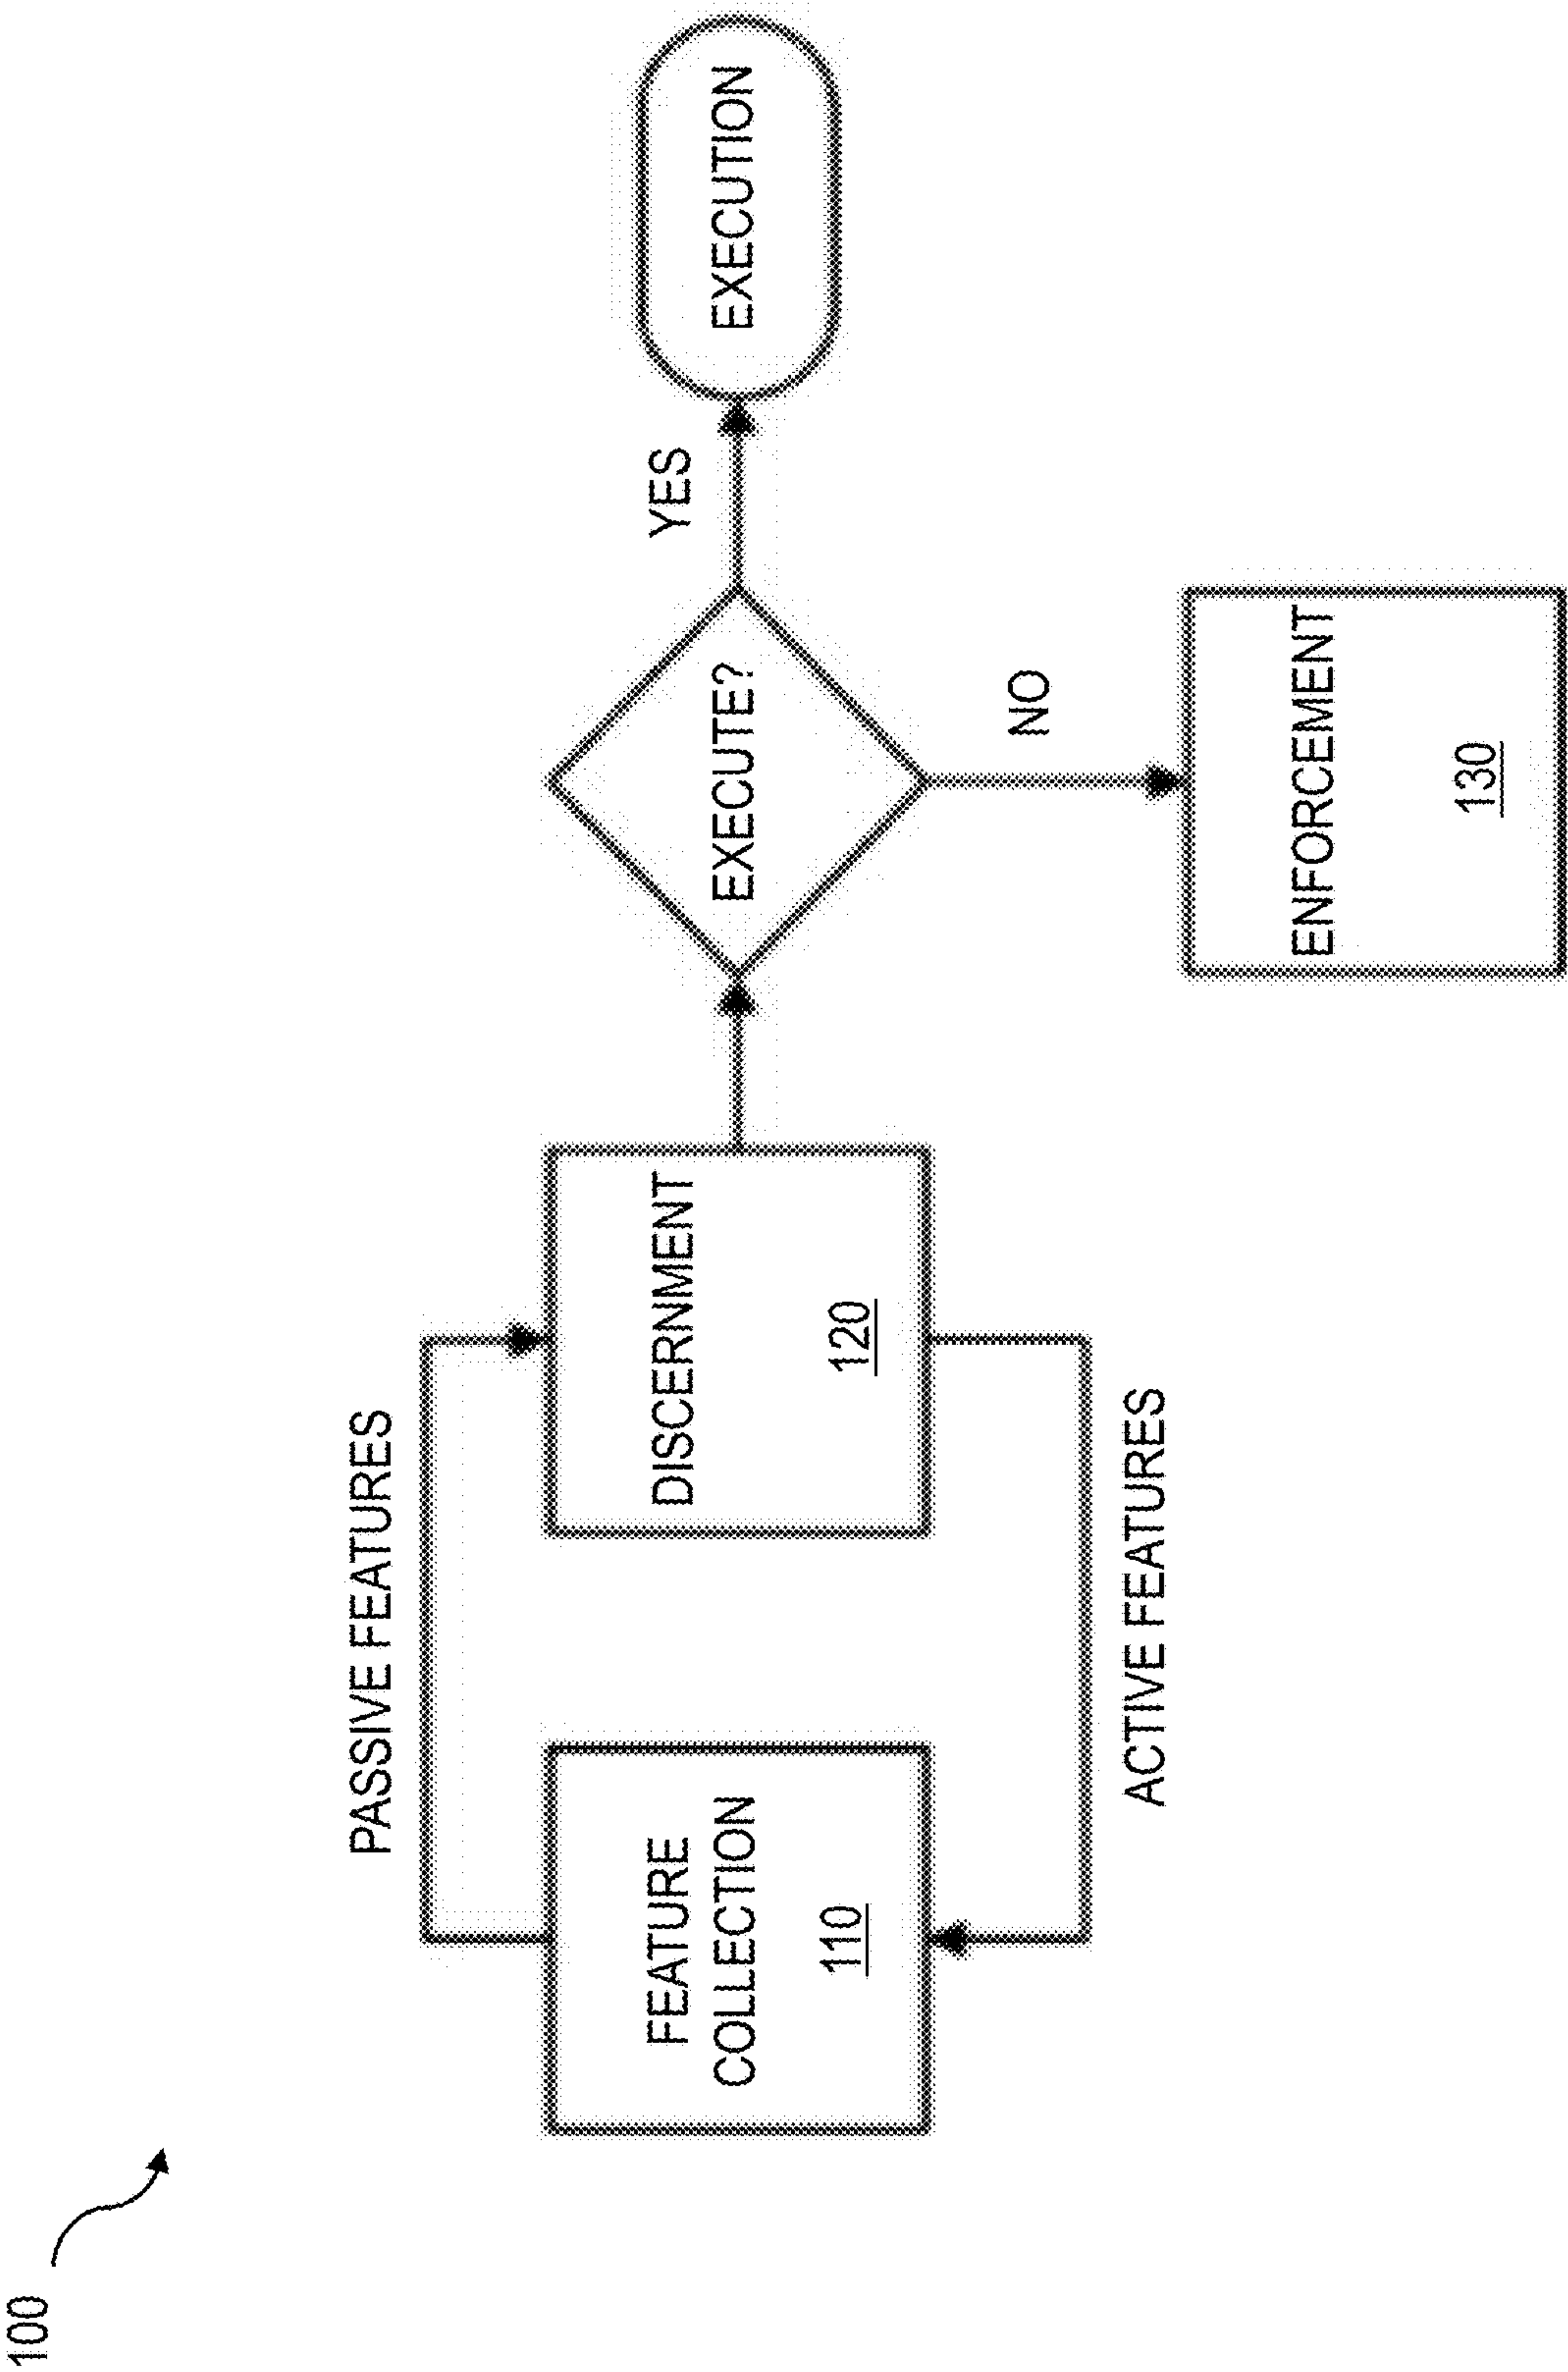 100
PASSIVE FEATURES
FEATURE
COLLECTION
110
DISCERNMENT
120
ACTIVE FEATURES
EXECUTE?
YES
EXECUTION
NO
ENFORCEMENT
130